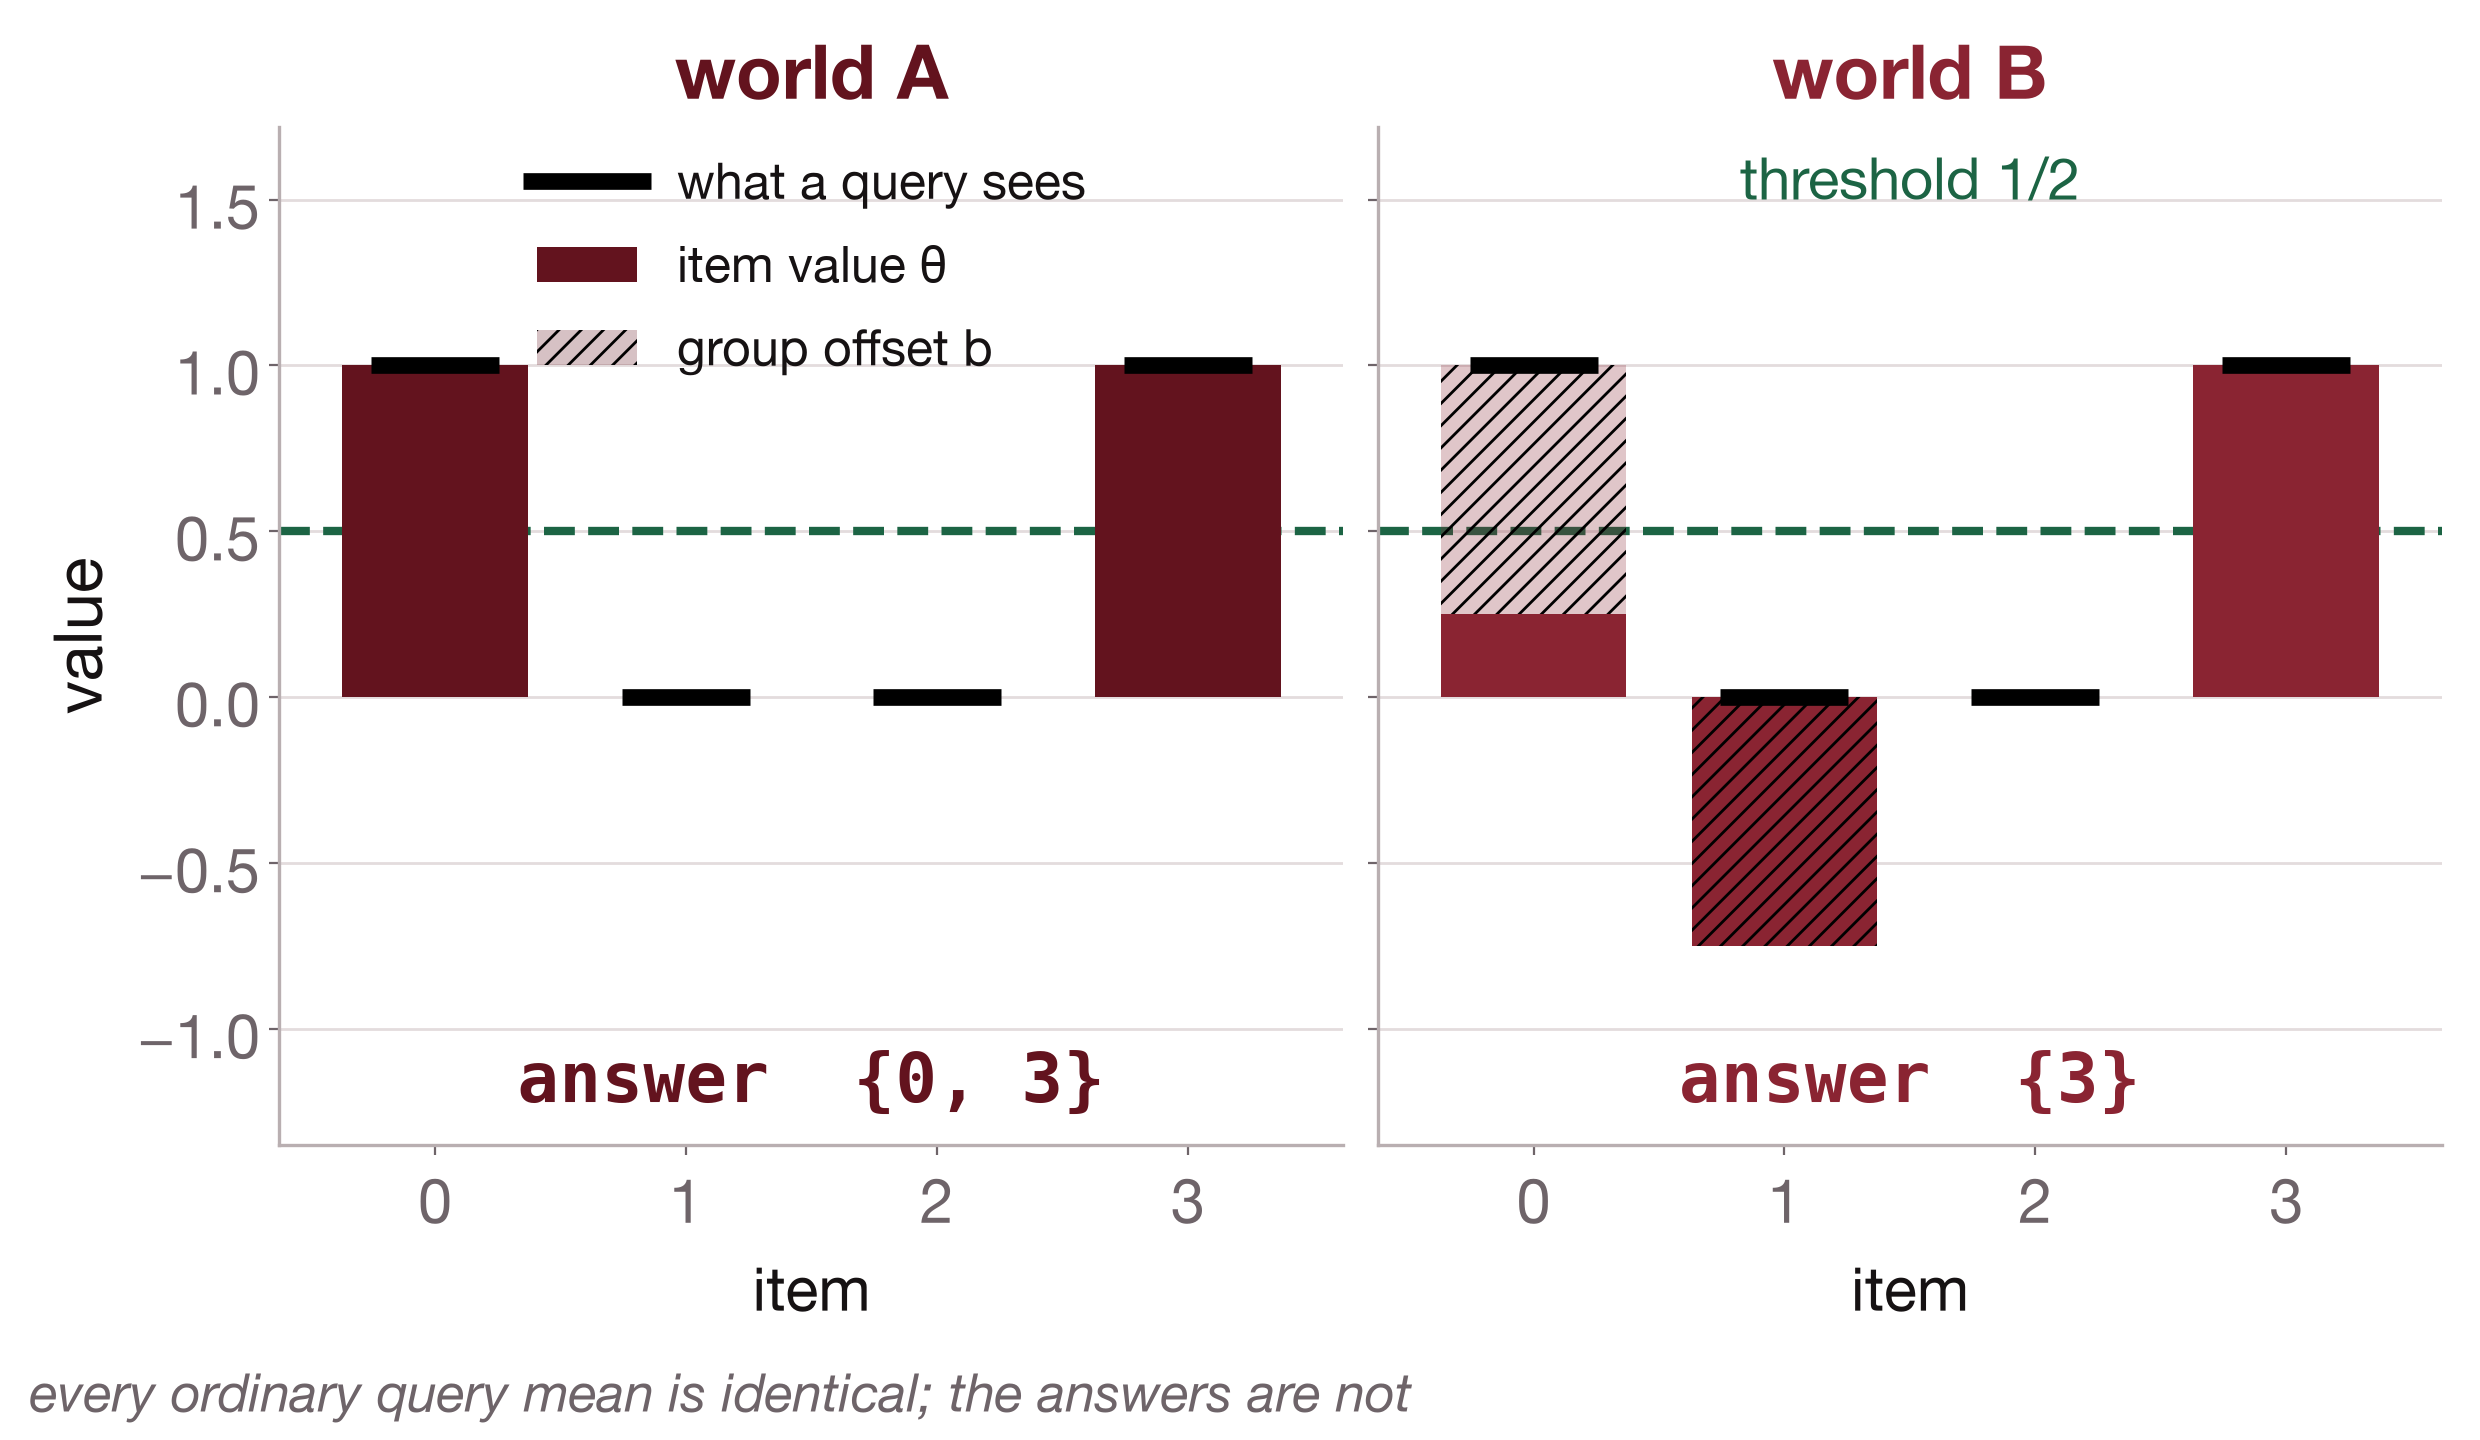 world A
world B
what a query sees
item value θ
group offset b
threshold 1/2
value
1.5
1.0
0.5
0.0
−0.5
−1.0
answer {0, 3}
answer {3}
0 1 2 3
0 1 2 3
item
item
every ordinary query mean is identical; the answers are not